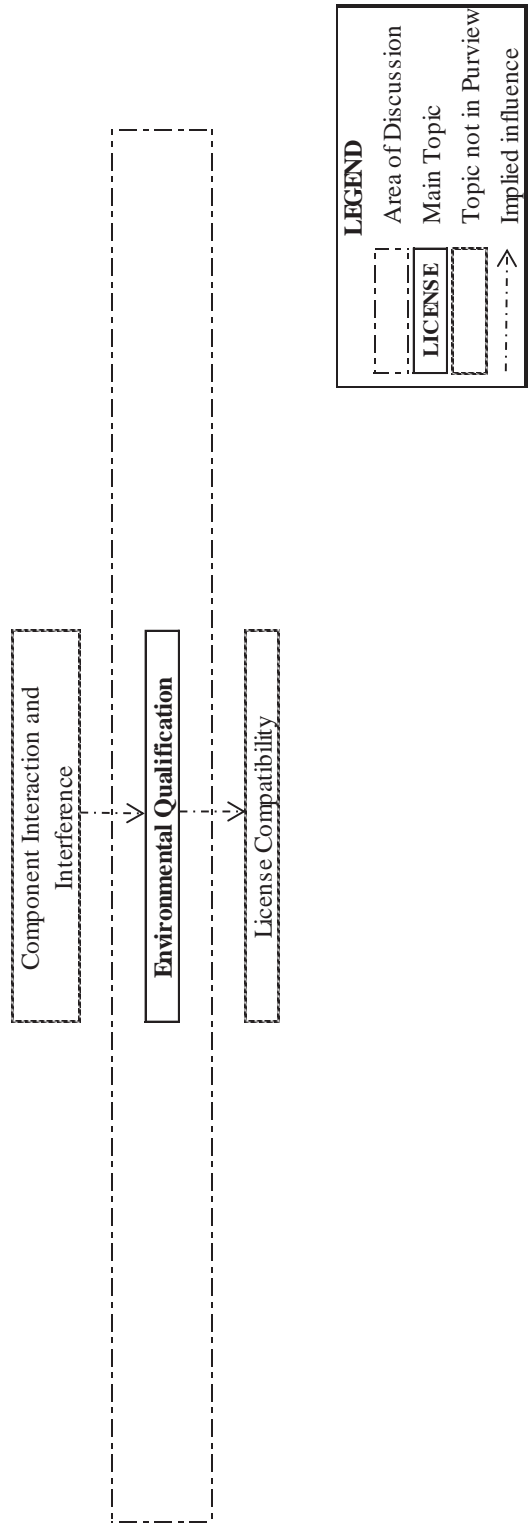 Component Interaction and
Interference
Environmental Qualification
License Compatibility
LEGEND
Area of Discussion
LICENSE
Main Topic
Topic not in Purview
Implied influence